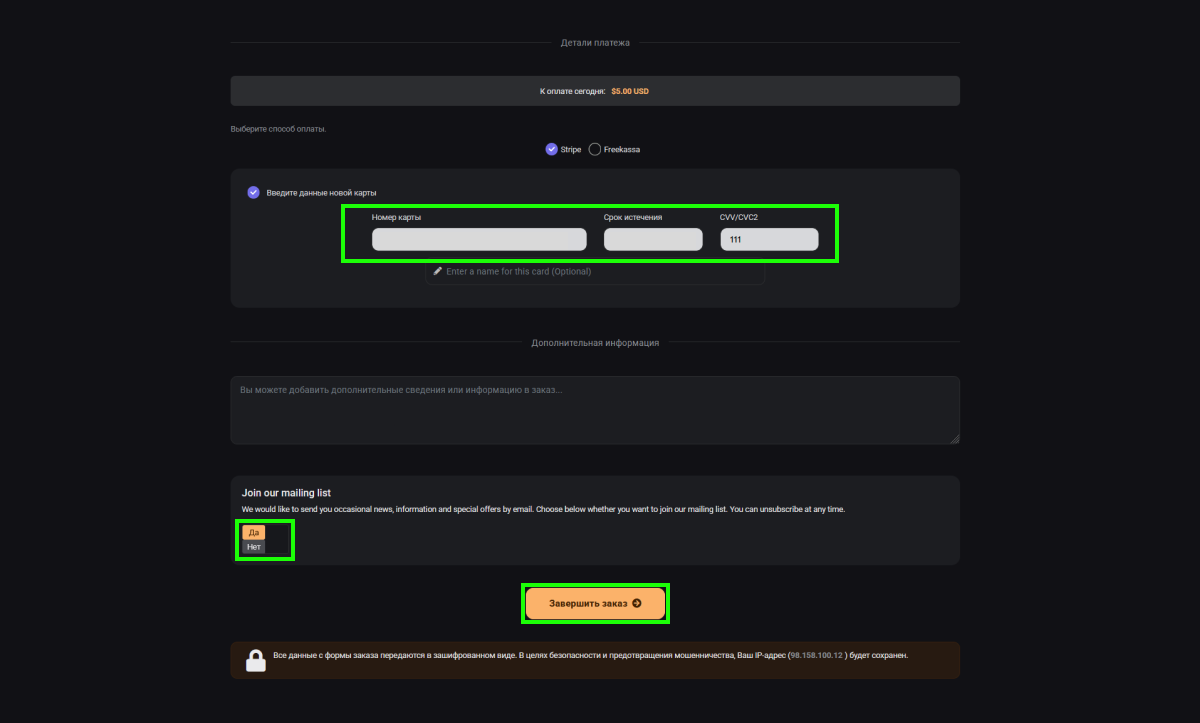 Детали платежа
К оплате сегодня: $5.00 USD
Выберите способ оплаты.
Stripe Freekassa
Введите данные новой карты
Номер карты Срок истечения CVV/CVC2
111
Enter a name for this card (Optional)
Дополнительная информация
Вы можете добавить дополнительные сведения или информацию в заказ...
Join our mailing list
We would like to send you occasional news, information and special offers by email. Choose below whether you want to join our mailing list. You can unsubscribe at any time.
Да
Нет
Завершить заказ
Все данные с формы заказа передаются в зашифрованном виде. В целях безопасности и предотвращения мошенничества, Ваш IP-адрес (98.158.100.12 ) будет сохранен.